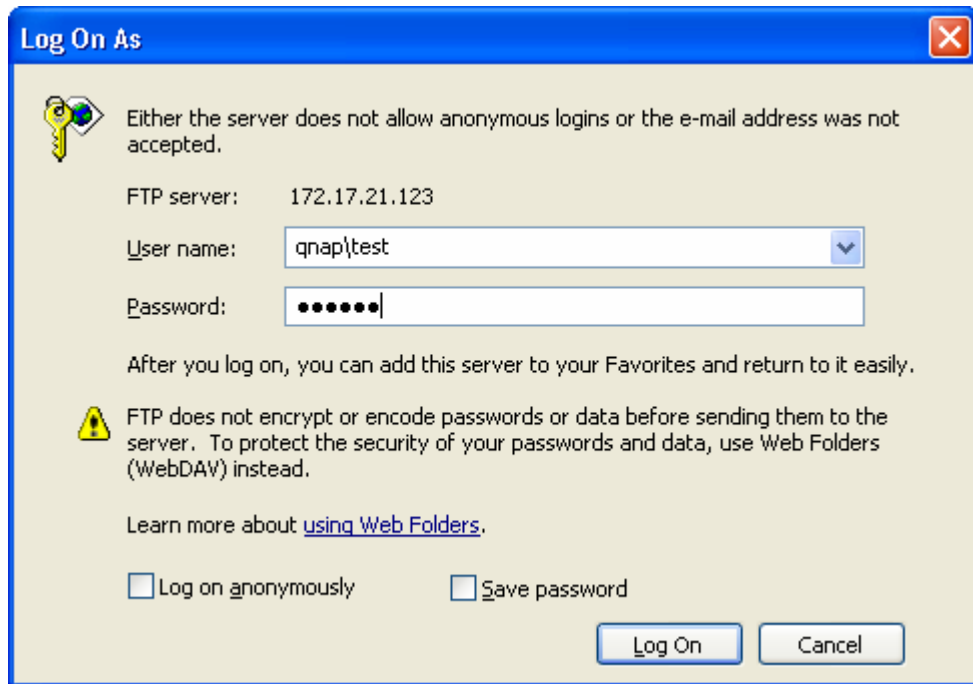 Log On As
Either the server does not allow anonymous logins or the e-mail address was not
accepted.
FTP server: 172.17.21.123
User name: qnap\test
Password: ●●●●●●
After you log on, you can add this server to your Favorites and return to it easily.
FTP does not encrypt or encode passwords or data before sending them to the
server. To protect the security of your passwords and data, use Web Folders
(WebDAV) instead.
Learn more about using Web Folders.
Log on anonymously Save password
Log On Cancel